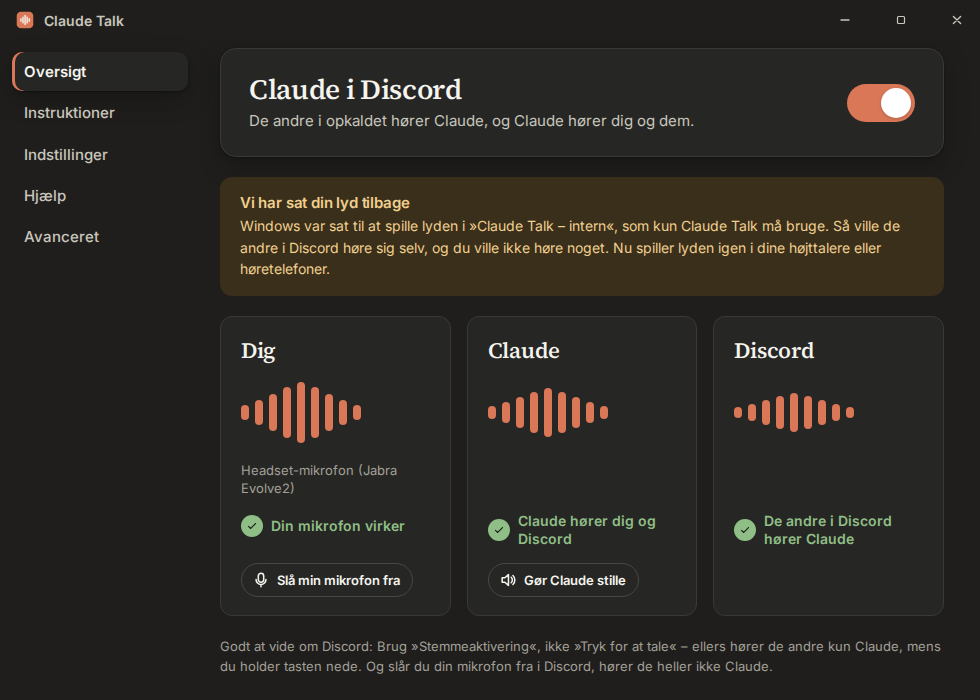 Claude Talk
Oversigt
Instruktioner
Indstillinger
Hjælp
Avanceret
Claude i Discord
De andre i opkaldet hører Claude, og Claude hører dig og dem.
Vi har sat din lyd tilbage
Windows var sat til at spille lyden i »Claude Talk – intern«, som kun Claude Talk må bruge. Så ville de
andre i Discord høre sig selv, og du ville ikke høre noget. Nu spiller lyden igen i dine højttalere eller
høretelefoner.
Dig
Headset-mikrofon (Jabra
Evolve2)
Din mikrofon virker
Slå min mikrofon fra
Claude
Claude hører dig og
Discord
Gør Claude stille
Discord
De andre i Discord
hører Claude
Godt at vide om Discord: Brug »Stemmeaktivering«, ikke »Tryk for at tale« – ellers hører de andre kun Claude, mens
du holder tasten nede. Og slår du din mikrofon fra i Discord, hører de heller ikke Claude.